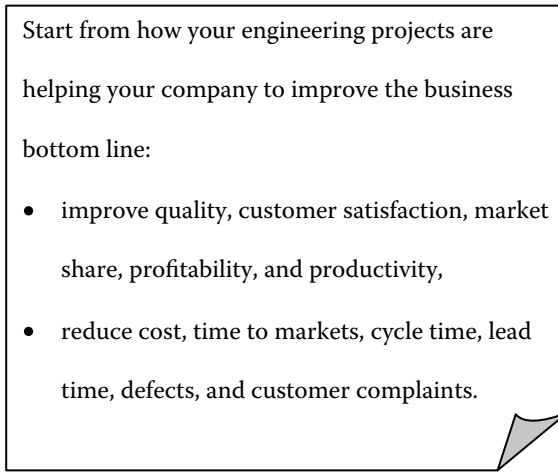 Start from how your engineering projects are
helping your company to improve the business
bottom line:
• improve quality, customer satisfaction, market
share, profitability, and productivity,
• reduce cost, time to markets, cycle time, lead
time, defects, and customer complaints.